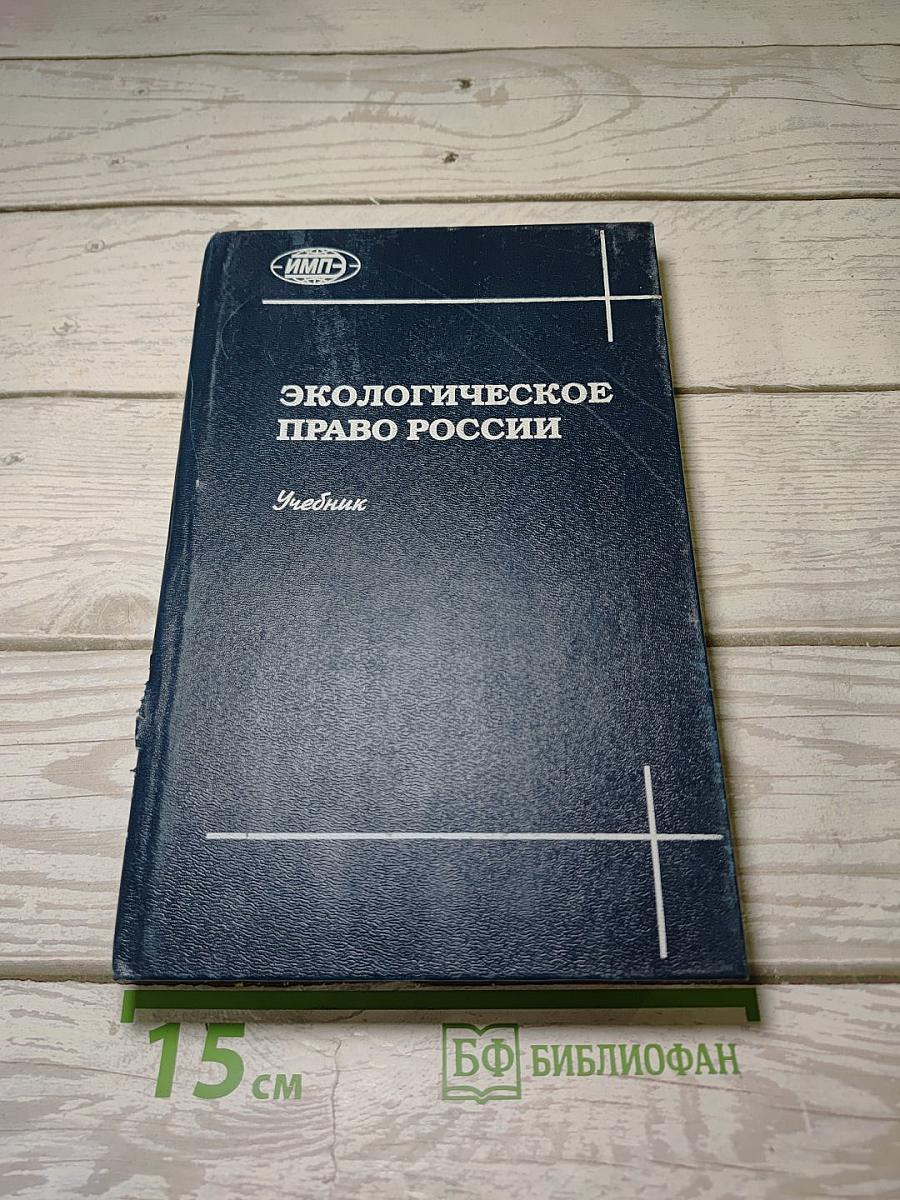 ИМПЭ
ЭКОЛОГИЧЕСКОЕ
ПРАВО РОССИИ
Учебник
15 см
БФ БИБЛИОФАН